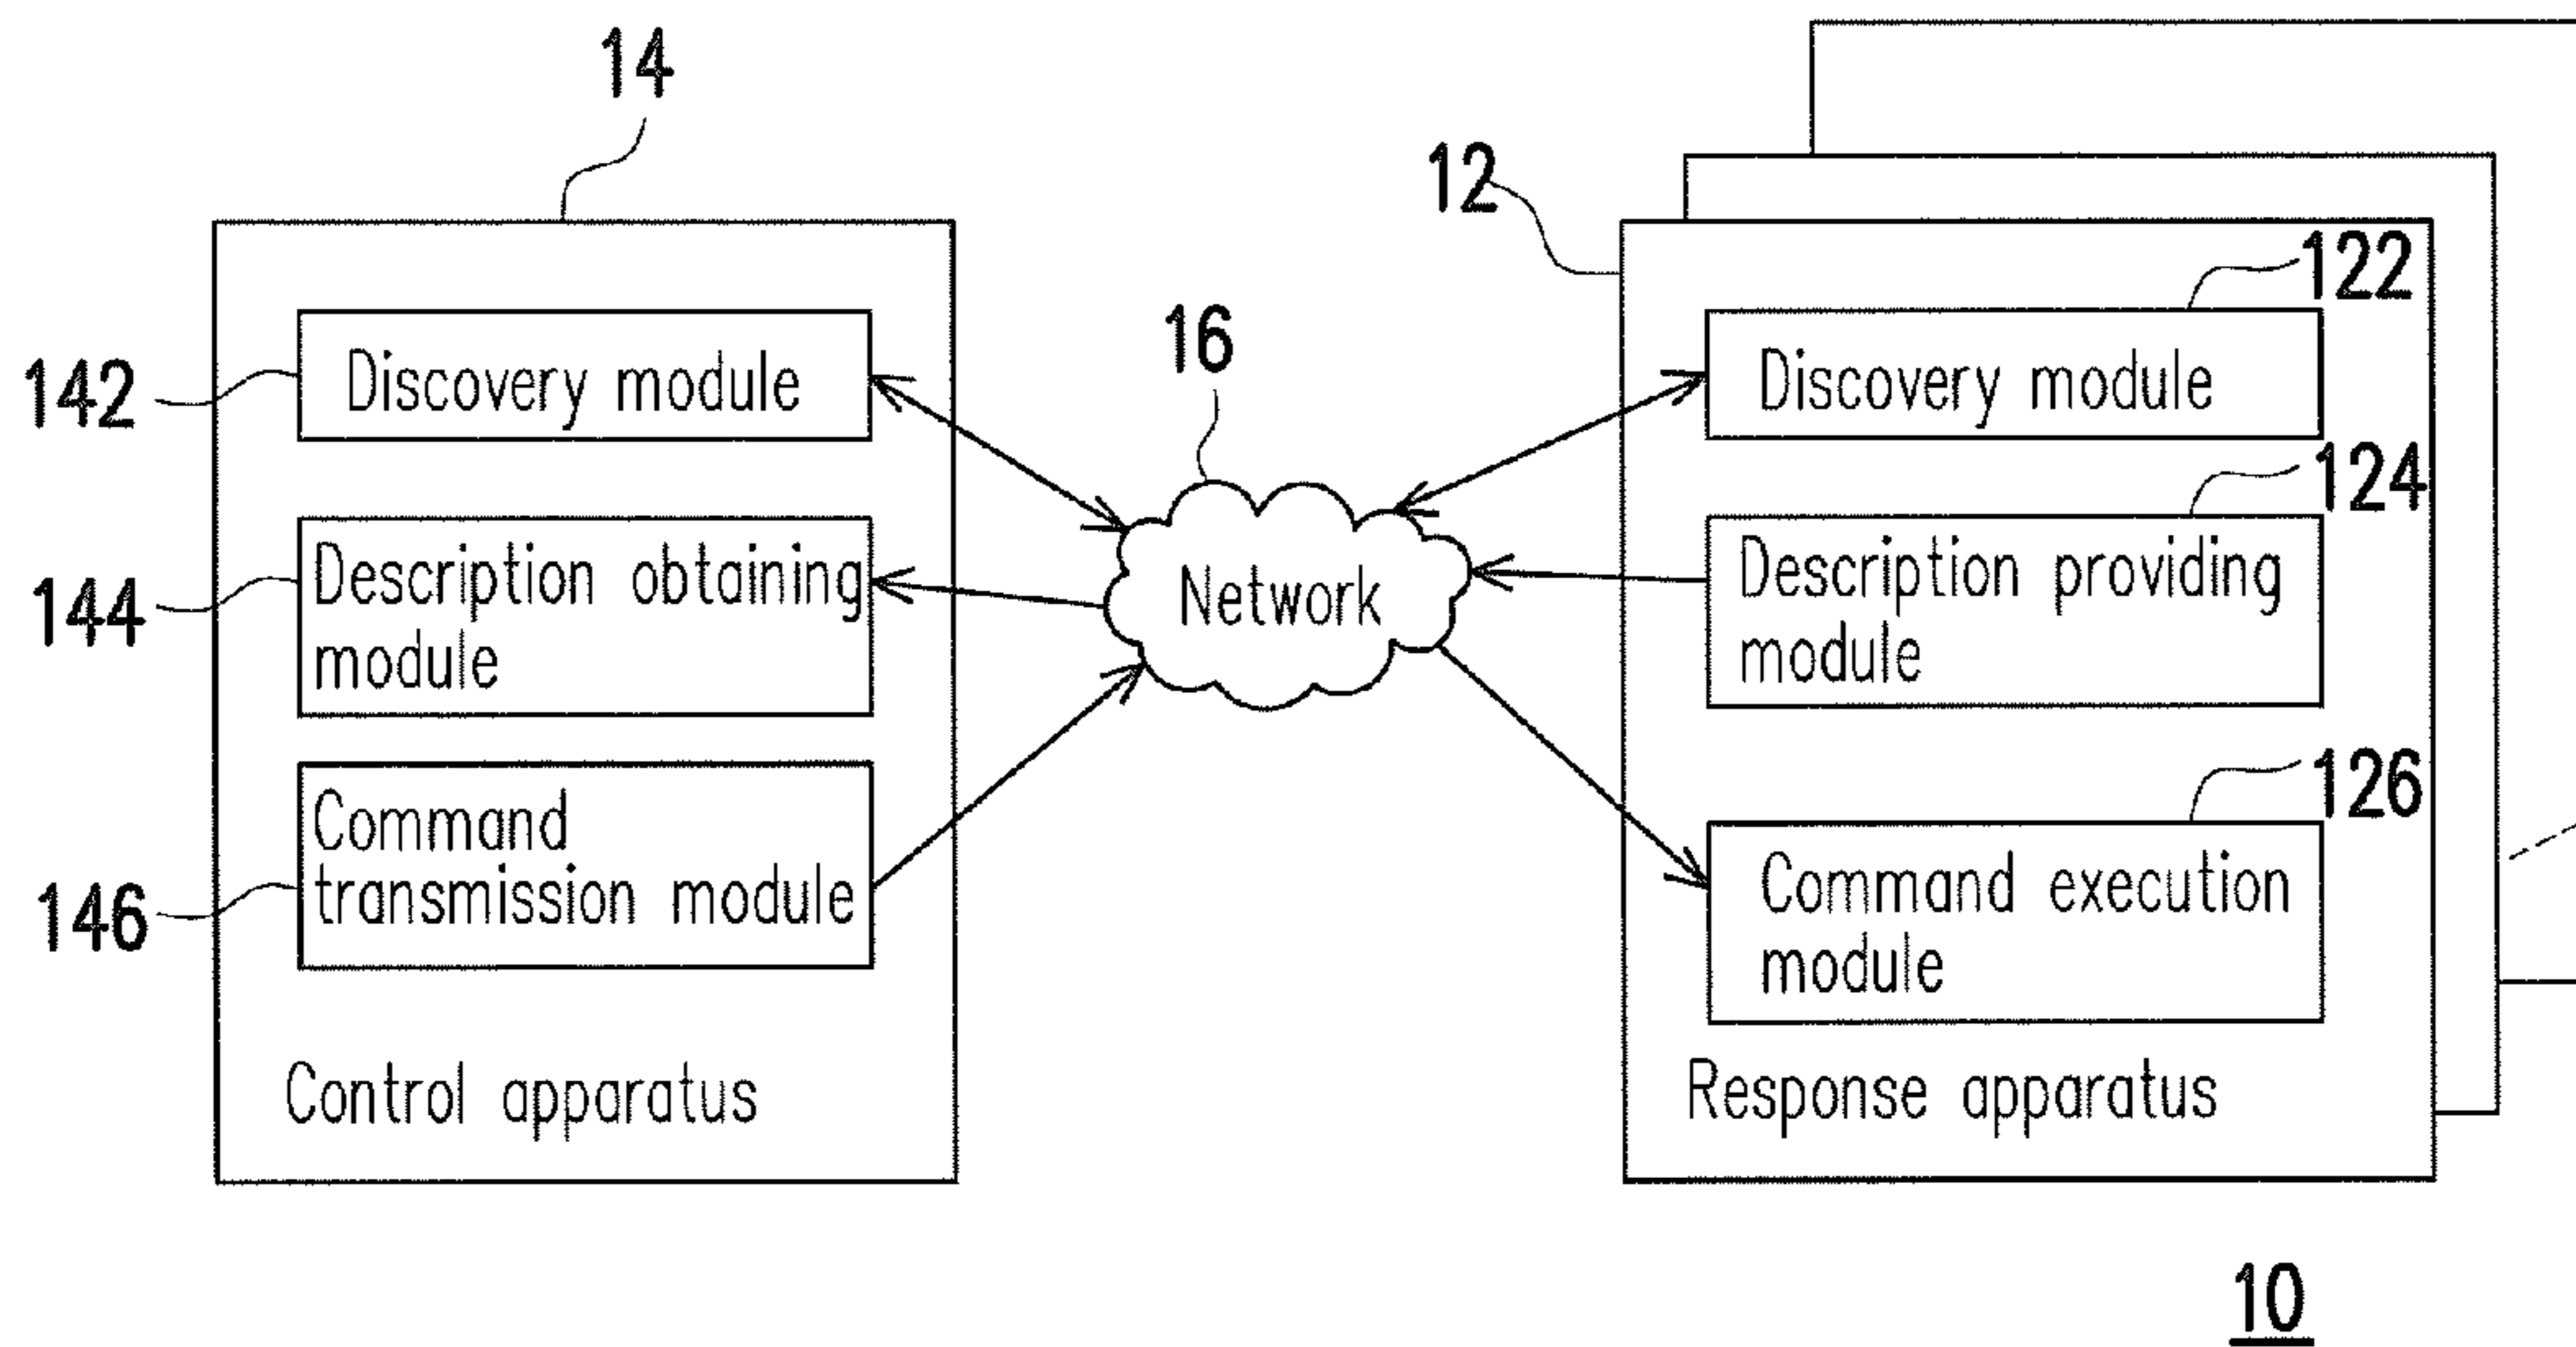 14
12
122
16
142
Discovery module
Discovery module
124
144
Description obtaining
module
Network
Description providing
module
126
146
Command
transmission module
Command execution
module
Control apparatus
Response apparatus
10